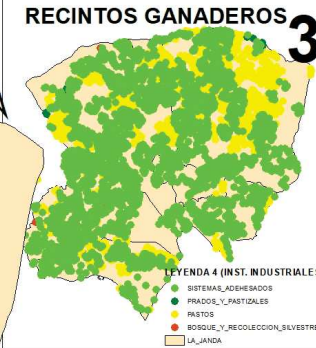 RECINTOS GANADEROS
3
LEYENDA 4 (INST. INDUSTRIALES
SISTEMAS_ADEHESADOS
PRADOS_Y_PASTIZALES
PASTOS
BOSQUE_Y_RECOLECCION_SILVESTRE
LA_JANDA